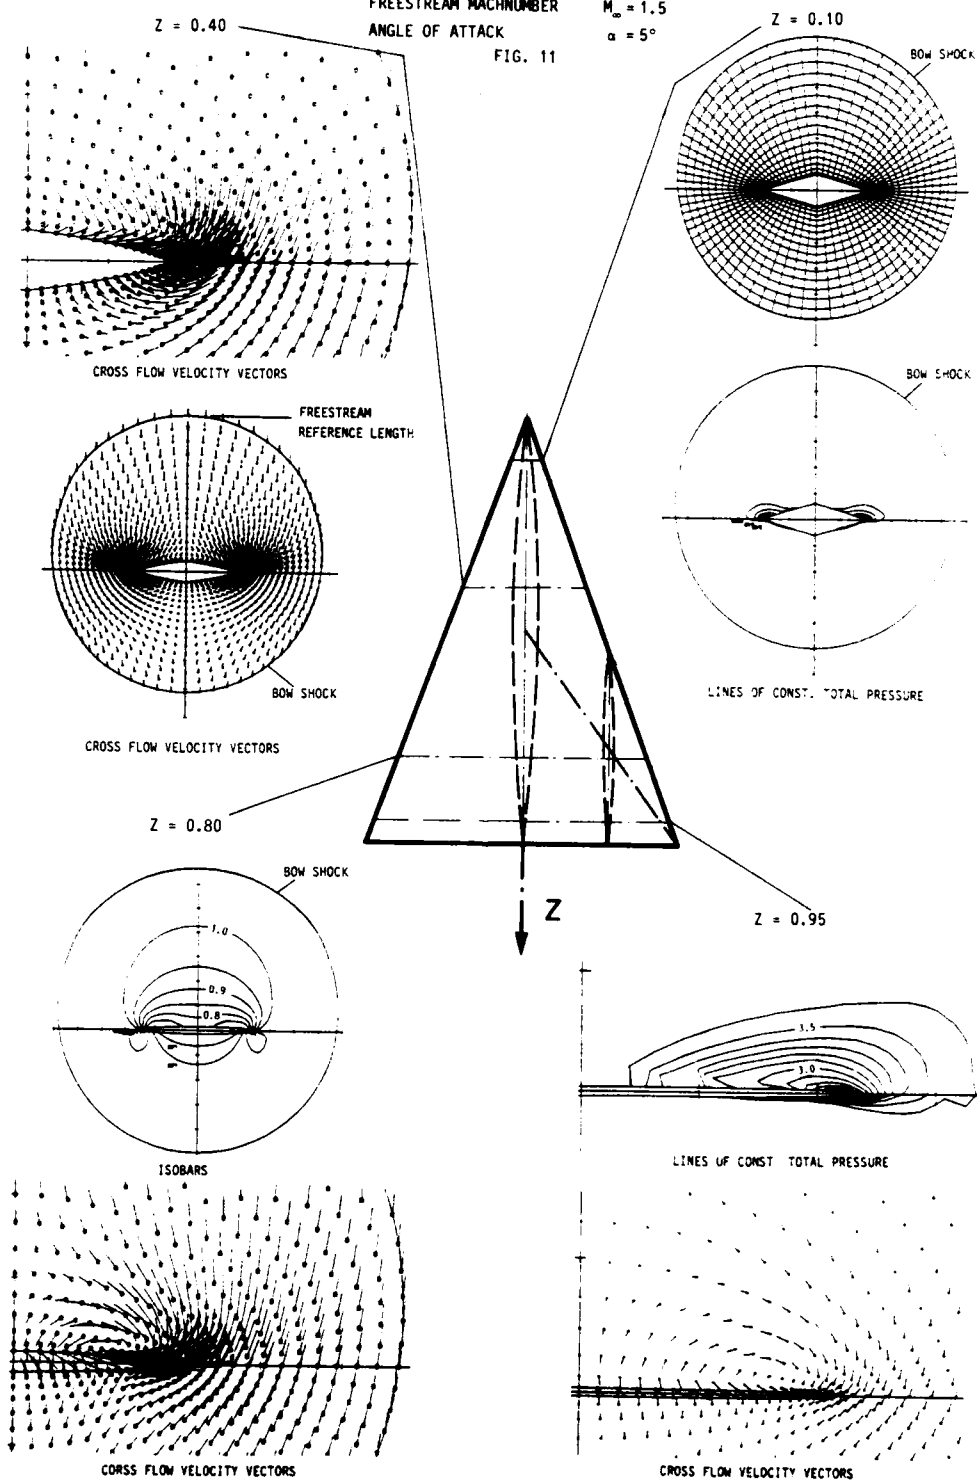 FREESTREAM MACHNUMBER M∞ = 1.5
ANGLE OF ATTACK α = 5°
FIG. 11
Z = 0.40
Z = 0.10
BOW SHOCK
CROSS FLOW VELOCITY VECTORS
BOW SHOCK
FREESTREAM
REFERENCE LENGTH
BOW SHOCK
LINES OF CONST. TOTAL PRESSURE
CROSS FLOW VELOCITY VECTORS
Z = 0.80
BOW SHOCK
Z
Z = 0.95
1.0
0.9
0.8
3.5
3.0
ISOBARS
LINES OF CONST TOTAL PRESSURE
CORSS FLOW VELOCITY VECTORS
CROSS FLOW VELOCITY VECTORS